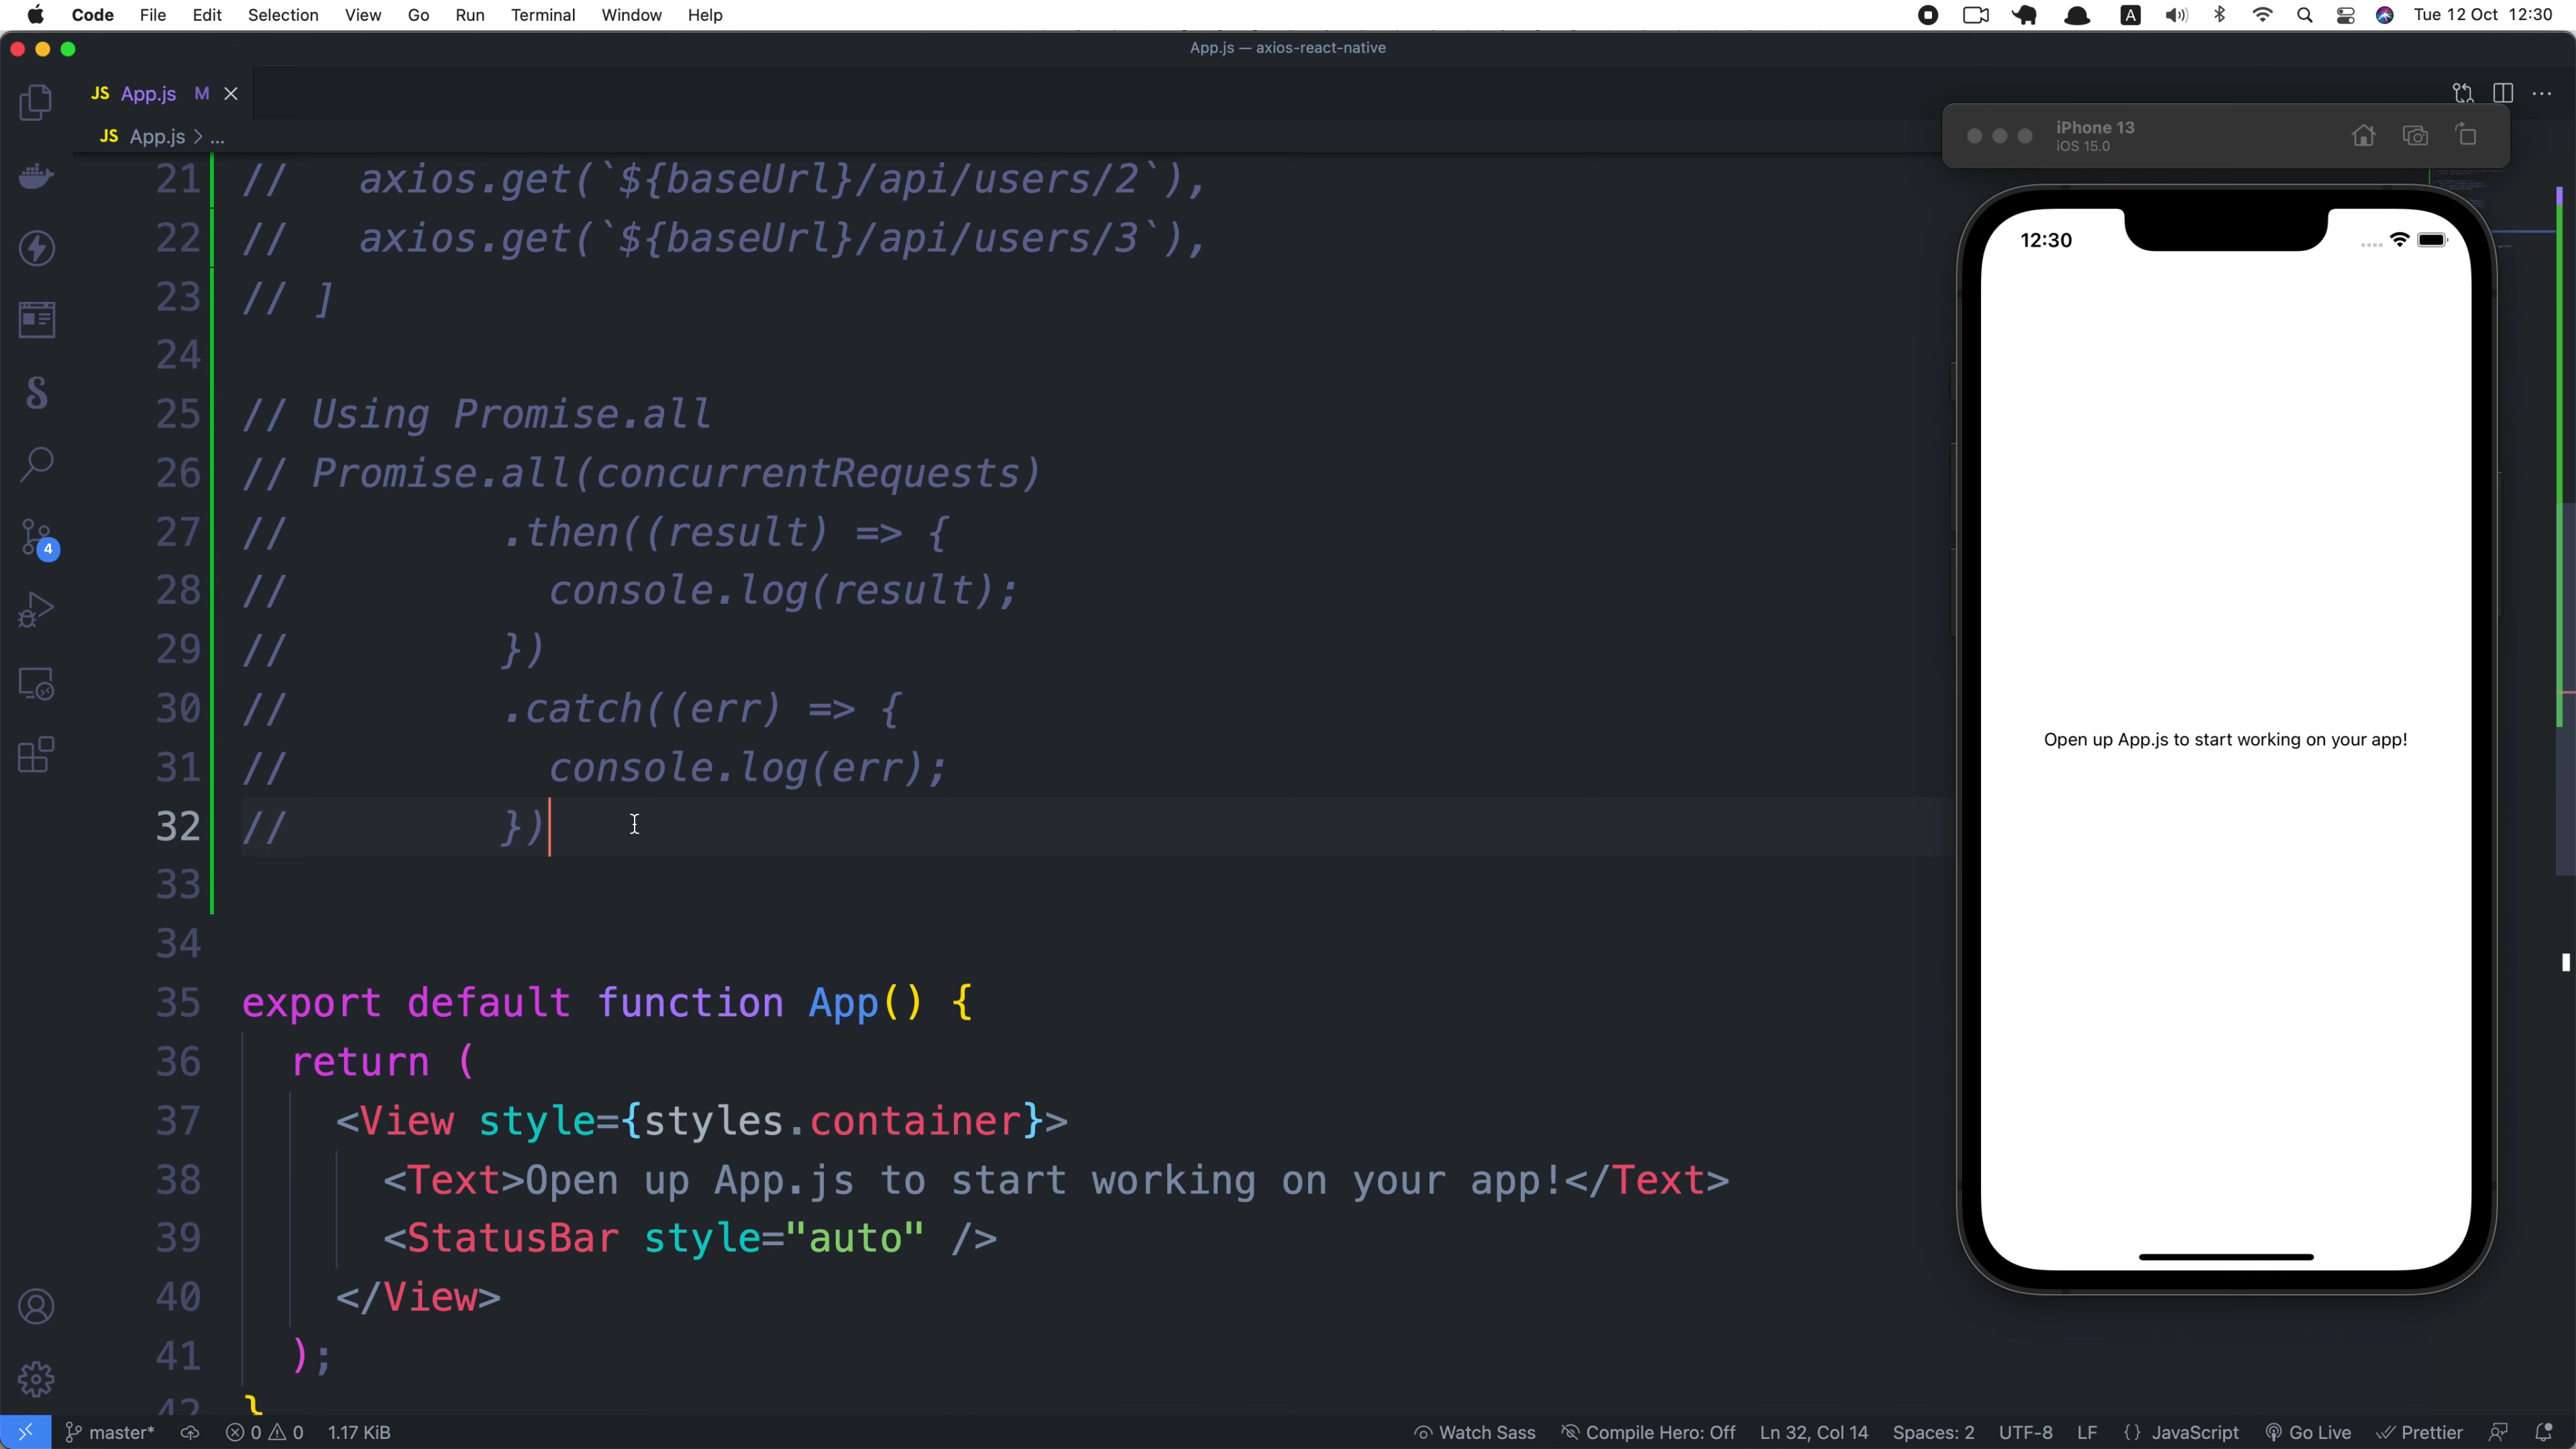 Code File Edit Selection View Go Run Terminal Window Help A Tue 12 Oct 12:30
App.js — axios-react-native
JS App.js M
JS App.js > ...
iPhone 13
iOS 15.0
12:30
Open up App.js to start working on your app!
21 // axios.get(`${baseUrl}/api/users/2`),
22 // axios.get(`${baseUrl}/api/users/3`),
23 // ]
24
25 // Using Promise.all
26 // Promise.all(concurrentRequests)
27 // .then((result) => {
28 // console.log(result);
29 // })
30 // .catch((err) => {
31 // console.log(err);
32 // })
33
34
35 export default function App() {
36 return (
37 <View style={styles.container}>
38 <Text>Open up App.js to start working on your app!</Text>
39 <StatusBar style="auto" />
40 </View>
41 );
42 }
4
master* 0 0 1.17 KiB Watch Sass Compile Hero: Off Ln 32, Col 14 Spaces: 2 UTF-8 LF {} JavaScript Go Live Prettier